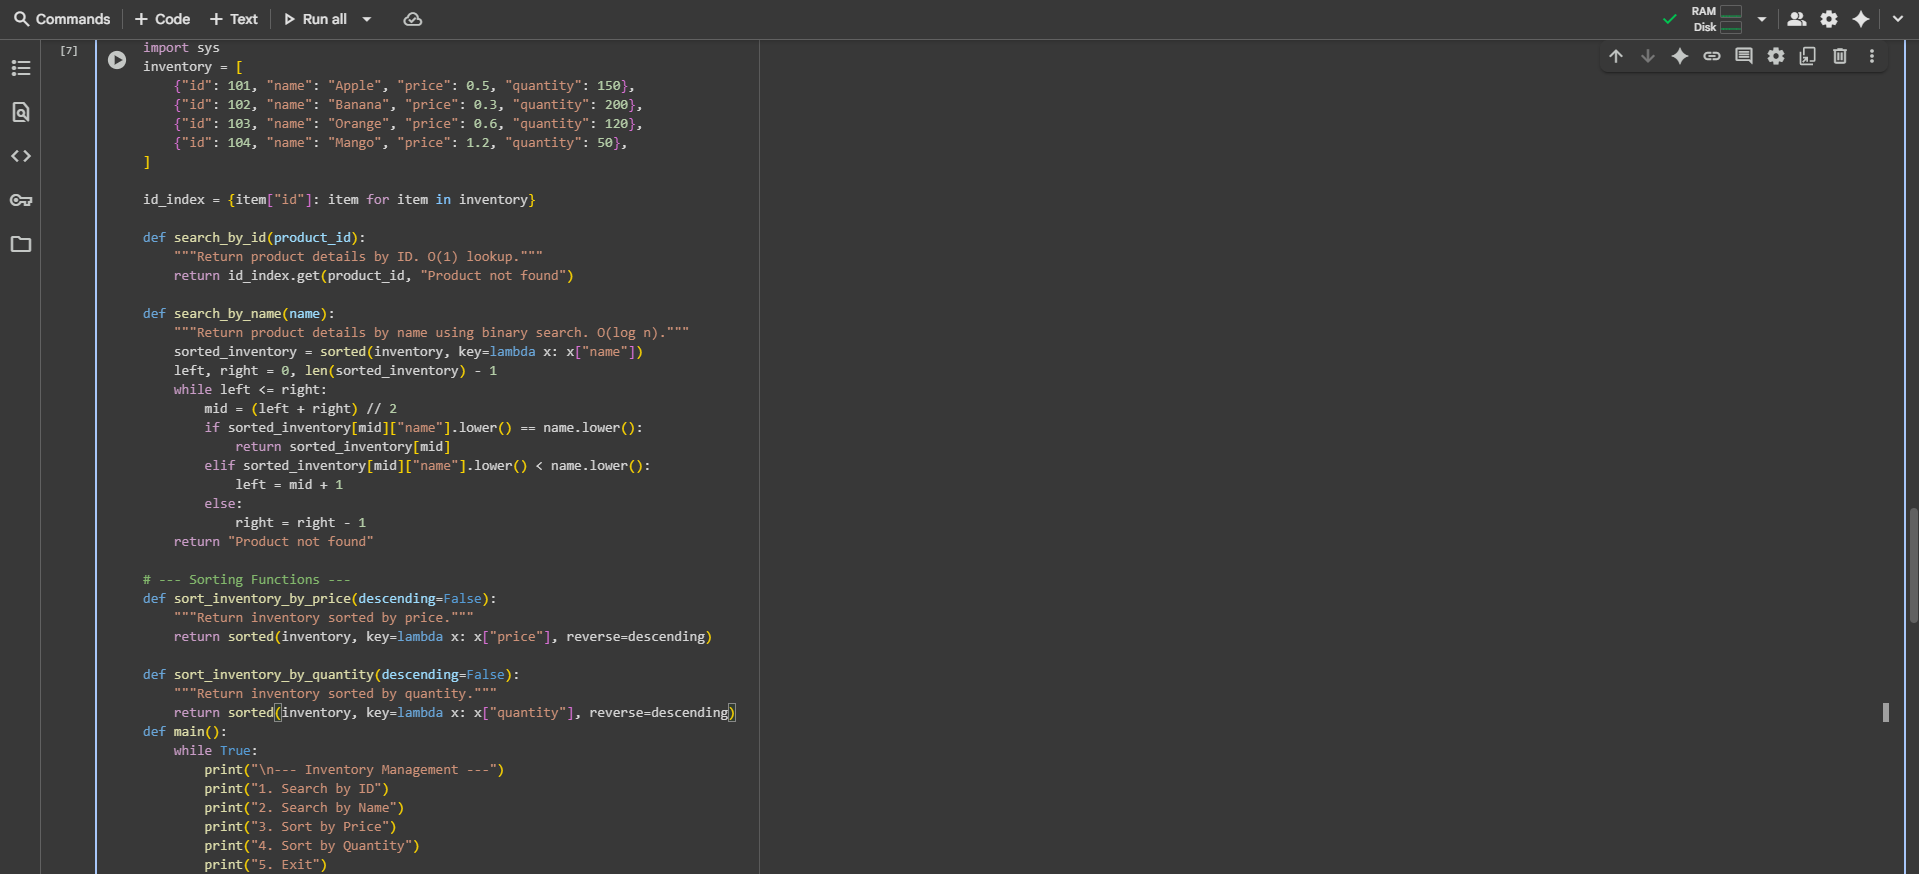 Commands + Code + Text Run all
RAM
Disk
[7]
import sys
inventory = [
    {"id": 101, "name": "Apple", "price": 0.5, "quantity": 150},
    {"id": 102, "name": "Banana", "price": 0.3, "quantity": 200},
    {"id": 103, "name": "Orange", "price": 0.6, "quantity": 120},
    {"id": 104, "name": "Mango", "price": 1.2, "quantity": 50},
]

id_index = {item["id"]: item for item in inventory}

def search_by_id(product_id):
    """Return product details by ID. O(1) lookup."""
    return id_index.get(product_id, "Product not found")

def search_by_name(name):
    """Return product details by name using binary search. O(log n)."""
    sorted_inventory = sorted(inventory, key=lambda x: x["name"])
    left, right = 0, len(sorted_inventory) - 1
    while left <= right:
        mid = (left + right) // 2
        if sorted_inventory[mid]["name"].lower() == name.lower():
            return sorted_inventory[mid]
        elif sorted_inventory[mid]["name"].lower() < name.lower():
            left = mid + 1
        else:
            right = right - 1
    return "Product not found"

# --- Sorting Functions ---
def sort_inventory_by_price(descending=False):
    """Return inventory sorted by price."""
    return sorted(inventory, key=lambda x: x["price"], reverse=descending)

def sort_inventory_by_quantity(descending=False):
    """Return inventory sorted by quantity."""
    return sorted(inventory, key=lambda x: x["quantity"], reverse=descending)
def main():
    while True:
        print("\n--- Inventory Management ---")
        print("1. Search by ID")
        print("2. Search by Name")
        print("3. Sort by Price")
        print("4. Sort by Quantity")
        print("5. Exit")